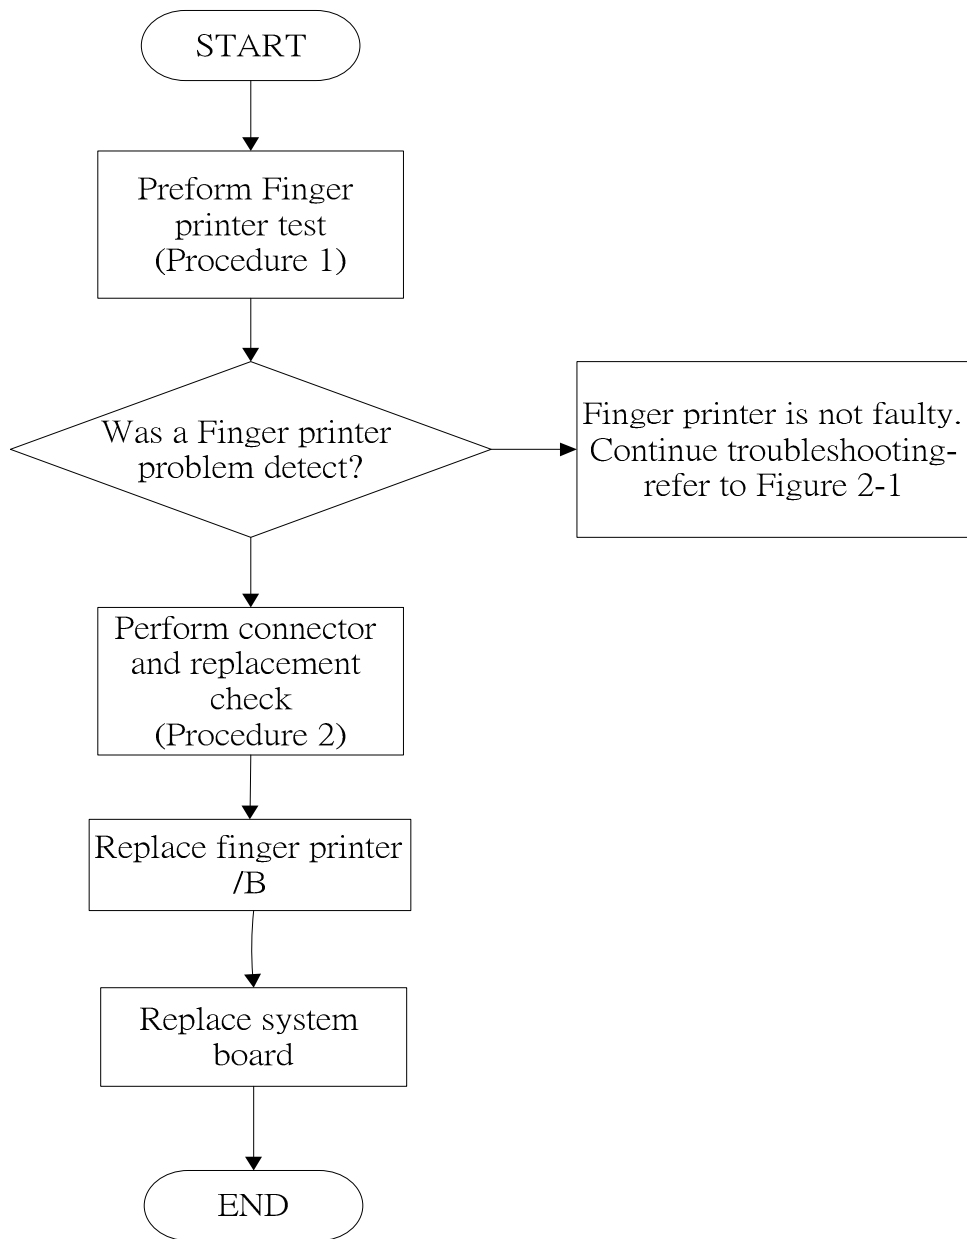 START
Preform Finger
printer test
(Procedure 1)
Was a Finger printer
problem detect?
Finger printer is not faulty.
Continue troubleshooting-
refer to Figure 2-1
Perform connector
and replacement
check
(Procedure 2)
Replace finger printer
/B
Replace system
board
END